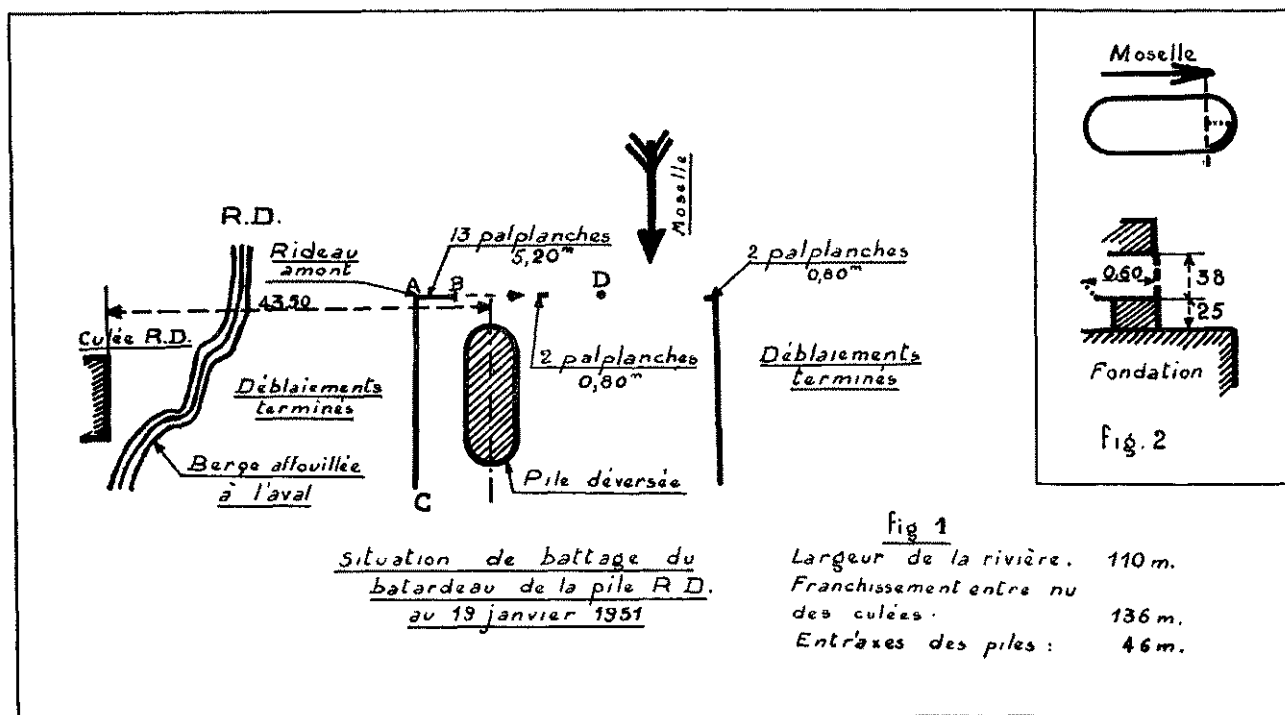 Moselle
Moselle
R.D.
Rideau
amont
13 palplanches
5,20m
2 palplanches
0,80m
A
B
D
43.90
Culée R.D.
2 palplanches
0,80m
Déblaiements
terminés
Déblaiements
terminés
Berge affouillée
à l'aval
Pile déversée
C
0,60
38
25
Fondation
fig. 2
Situation de battage du
batardeau de la pile R D.
au 19 janvier 1951
fig 1
Largeur de la rivière. 110 m.
Franchissement entre nu
des culées. 136 m.
Entr'axes des piles : 46 m.